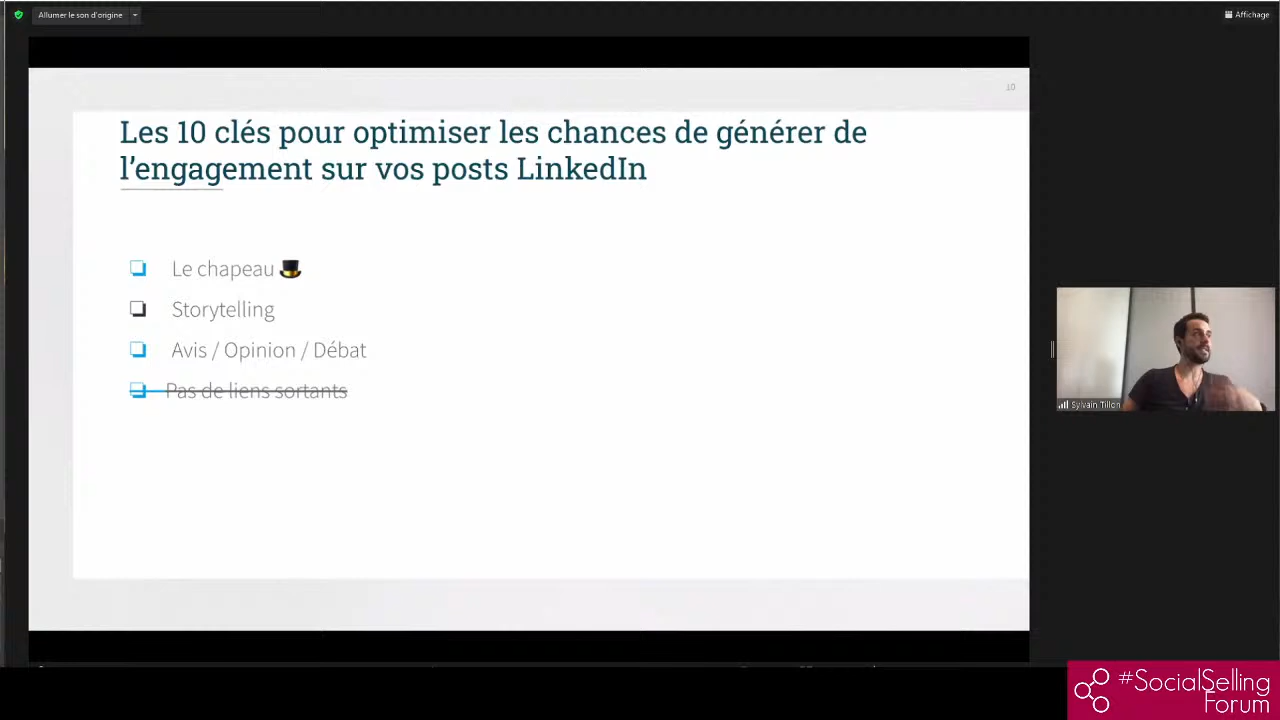 Allumer le son d'origine
Affichage
10
Les 10 clés pour optimiser les chances de générer de
l'engagement sur vos posts LinkedIn
Le chapeau 🎩
Storytelling
Avis / Opinion / Débat
Pas de liens sortants
Sylvain Tillon
#SocialSelling
Forum